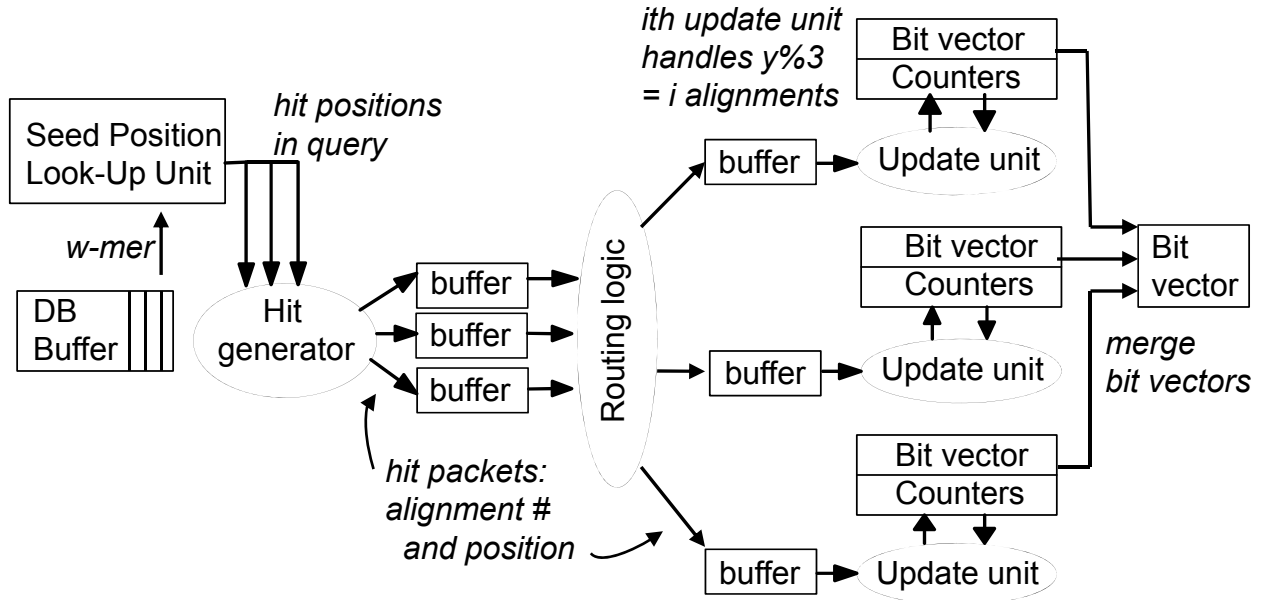 ith update unit
handles y%3
= i alignments
Bit vector
Counters
Update unit
hit positions
in query
Seed Position
Look-Up Unit
buffer
w-mer
DB
Buffer
Hit
generator
buffer
buffer
buffer
Routing logic
buffer
Bit vector
Counters
Update unit
Bit
vector
merge
bit vectors
hit packets:
alignment #
and position
Bit vector
Counters
buffer
Update unit